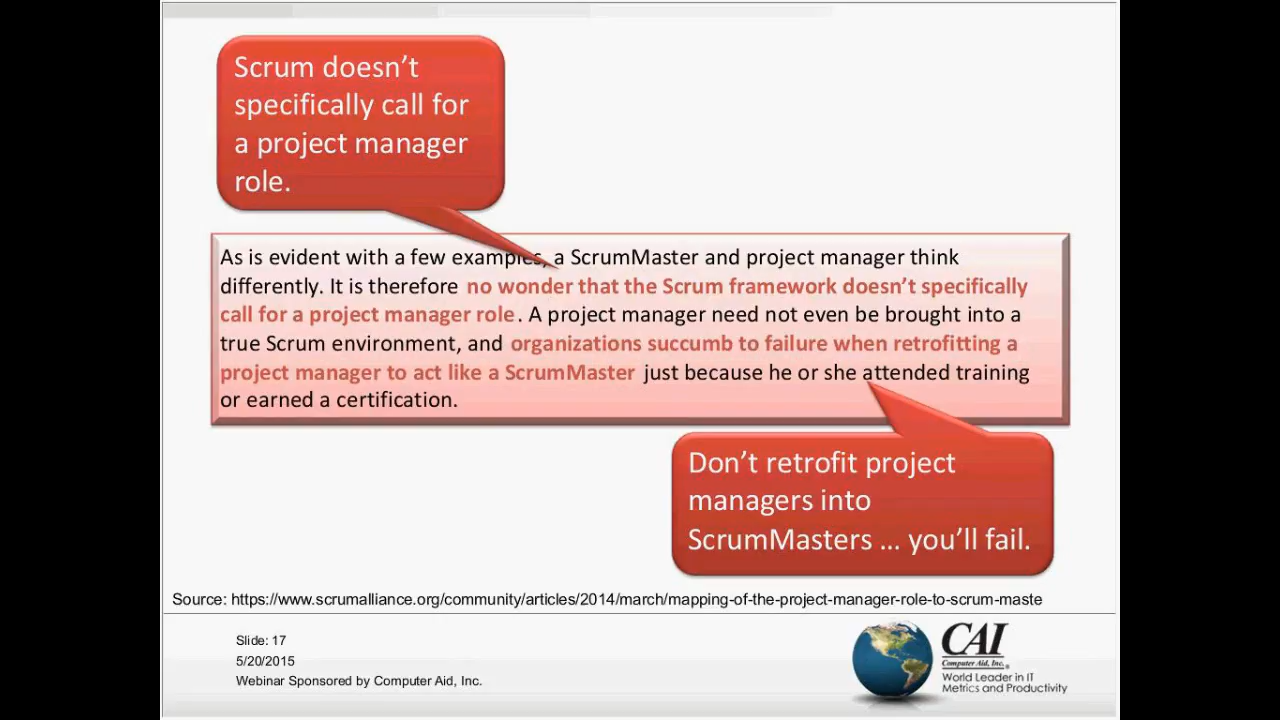 Scrum doesn’t
specifically call for
a project manager
role.
As is evident with a few examples, a ScrumMaster and project manager think
differently. It is therefore no wonder that the Scrum framework doesn’t specifically
call for a project manager role. A project manager need not even be brought into a
true Scrum environment, and organizations succumb to failure when retrofitting a
project manager to act like a ScrumMaster just because he or she attended training
or earned a certification.
Don’t retrofit project
managers into
ScrumMasters … you’ll fail.
Source: https://www.scrumalliance.org/community/articles/2014/march/mapping-of-the-project-manager-role-to-scrum-maste
Slide: 17
5/20/2015
Webinar Sponsored by Computer Aid, Inc.
CAI
Computer Aid, Inc.
World Leader in IT
Metrics and Productivity